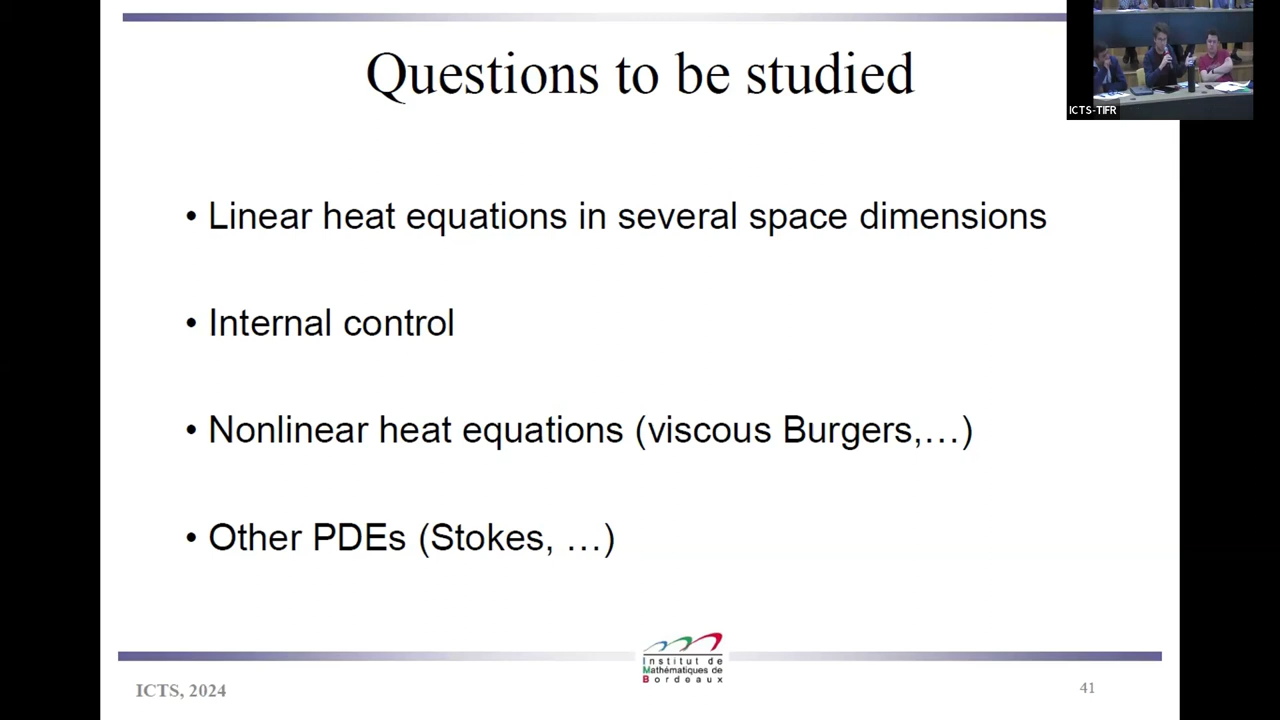 Questions to be studied
ICTS-TIFR
• Linear heat equations in several space dimensions
• Internal control
• Nonlinear heat equations (viscous Burgers,…)
• Other PDEs (Stokes, …)
Institut de
Mathématiques de
Bordeaux
ICTS, 2024
41